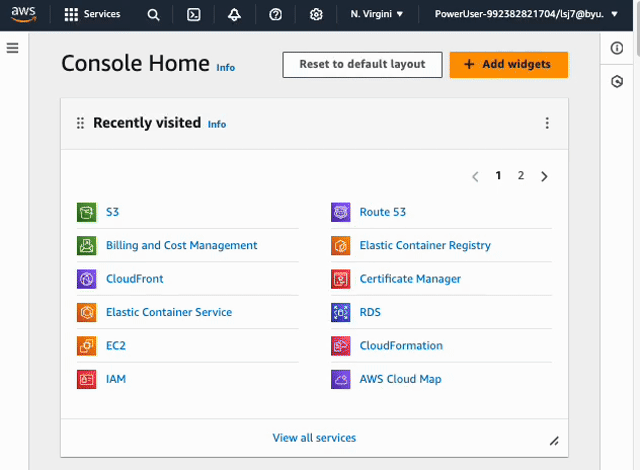 aws Services N. Virgini PowerUser-992382821704/lsj7@byu.
Console Home Info Reset to default layout + Add widgets
Recently visited Info
1 2
S3
Billing and Cost Management
CloudFront
Elastic Container Service
EC2
IAM
Route 53
Elastic Container Registry
Certificate Manager
RDS
CloudFormation
AWS Cloud Map
View all services